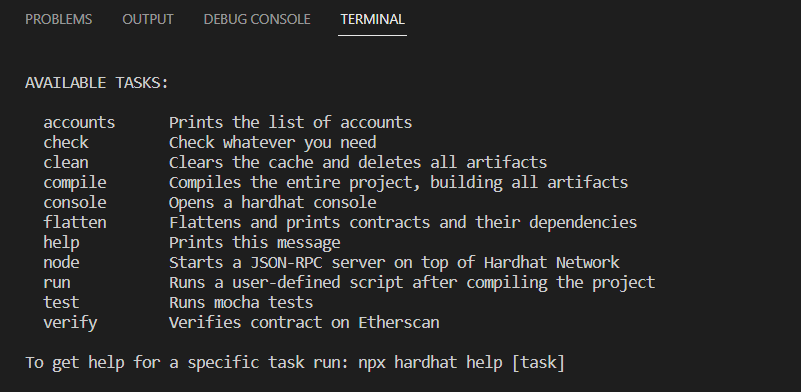 PROBLEMS OUTPUT DEBUG CONSOLE TERMINAL
AVAILABLE TASKS:
accounts Prints the list of accounts
check Check whatever you need
clean Clears the cache and deletes all artifacts
compile Compiles the entire project, building all artifacts
console Opens a hardhat console
flatten Flattens and prints contracts and their dependencies
help Prints this message
node Starts a JSON-RPC server on top of Hardhat Network
run Runs a user-defined script after compiling the project
test Runs mocha tests
verify Verifies contract on Etherscan
To get help for a specific task run: npx hardhat help [task]